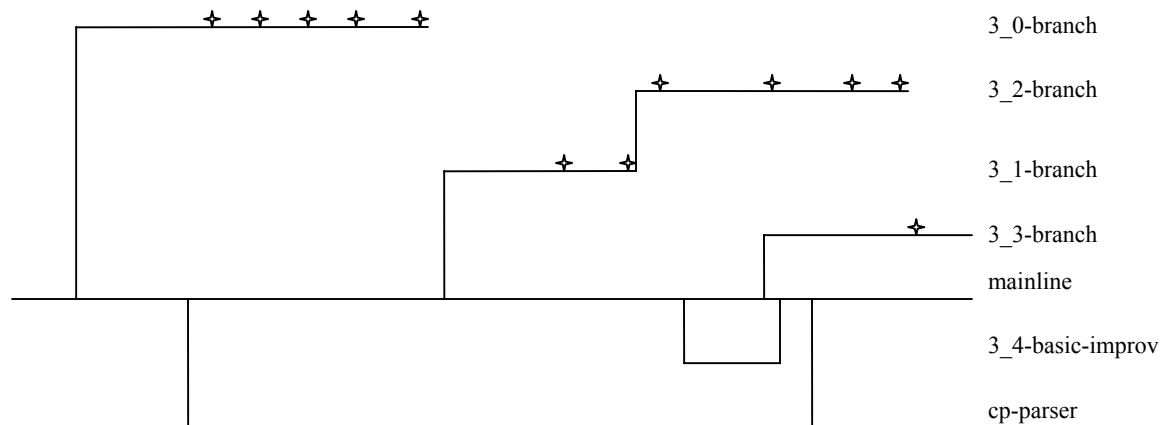 3_0-branch
3_2-branch
3_1-branch
3_3-branch
mainline
3_4-basic-improv
cp-parser